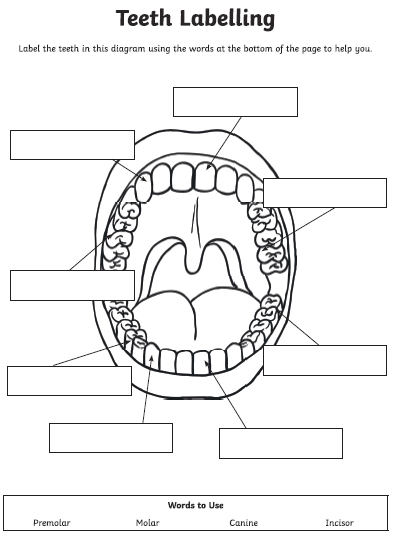 Teeth Labelling
Label the teeth in this diagram using the words at the bottom of the page to help you.
Words to Use
Premolar Molar Canine Incisor